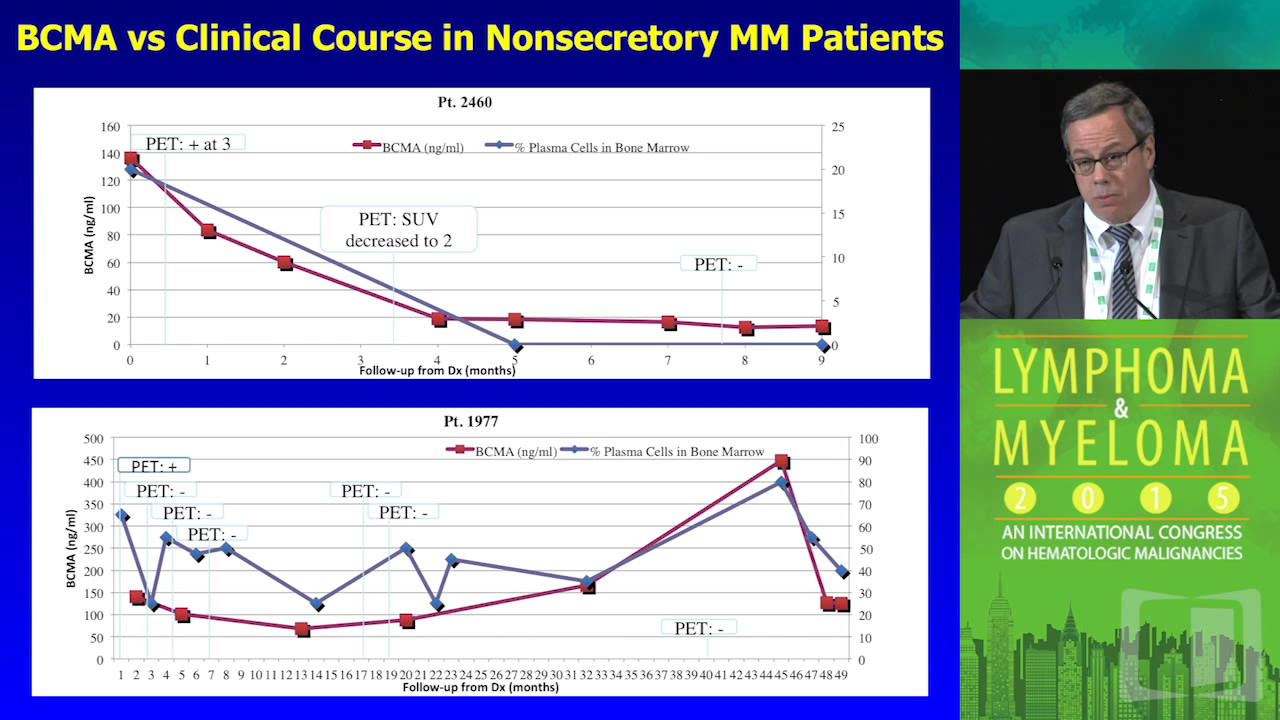 BCMA vs Clinical Course in Nonsecretory MM Patients
Pt. 2460
160
140
120
100
80
60
40
20
0
BCMA (ng/ml)
PET: + at 3
BCMA (ng/ml)
% Plasma Cells in Bone Marrow
PET: SUV
decreased to 2
PET: -
25
20
15
10
5
0
0 1 2 3 4 5 6 7 8 9
Follow-up from Dx (months)
Pt. 1977
500
450
400
350
300
250
200
150
100
50
0
BCMA (ng/ml)
BCMA (ng/ml)
% Plasma Cells in Bone Marrow
PET: +
PET: -
PET: -
PET: -
PET: -
PET: -
PET: -
100
90
80
70
60
50
40
30
20
10
0
1 2 3 4 5 6 7 8 9 10 11 12 13 14 15 16 17 18 19 20 21 22 23 24 25 26 27 28 29 30 31 32 33 34 35 36 37 38 39 40 41 42 43 44 45 46 47 48 49
Follow-up from Dx (months)
LYMPHOMA
&
MYELOMA
2 0 1 5
AN INTERNATIONAL CONGRESS
ON HEMATOLOGIC MALIGNANCIES